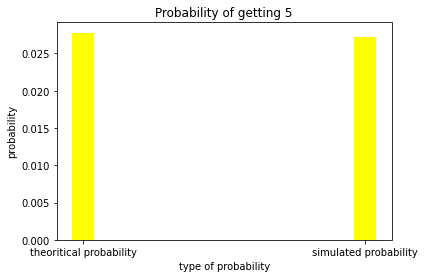 Probability of getting 5
0.025
0.020
0.015
0.010
0.005
0.000
probability
theoritical probability
simulated probability
type of probability